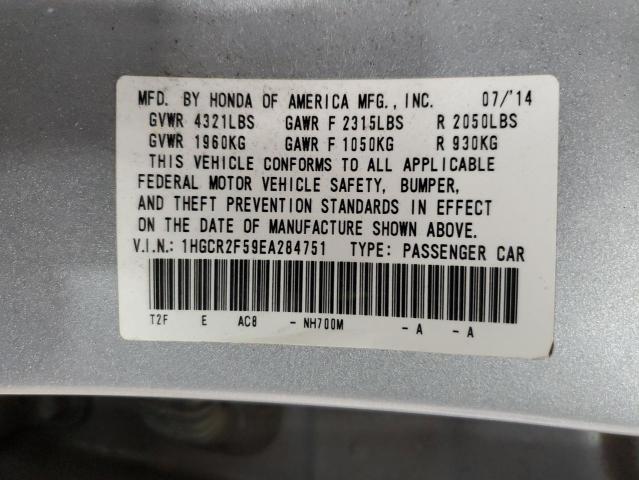 MFD. BY HONDA OF AMERICA MFG., INC. 07/'14
GVWR 4321LBS GAWR F 2315LBS R 2050LBS
GVWR 1960KG GAWR F 1050KG R 930KG
THIS VEHICLE CONFORMS TO ALL APPLICABLE
FEDERAL MOTOR VEHICLE SAFETY, BUMPER,
AND THEFT PREVENTION STANDARDS IN EFFECT
ON THE DATE OF MANUFACTURE SHOWN ABOVE.
V.I.N.: 1HGCR2F59EA284751 TYPE: PASSENGER CAR
T2F E AC8 - NH700M - A - A